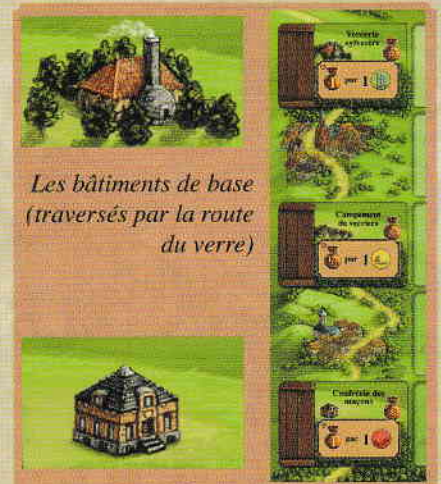 Verrerie
sylvestre
par 1
Les bâtiments de base
(traversés par la route
du verre)
Campement
de verriers
par 1
Confrérie des
maçons
par 1